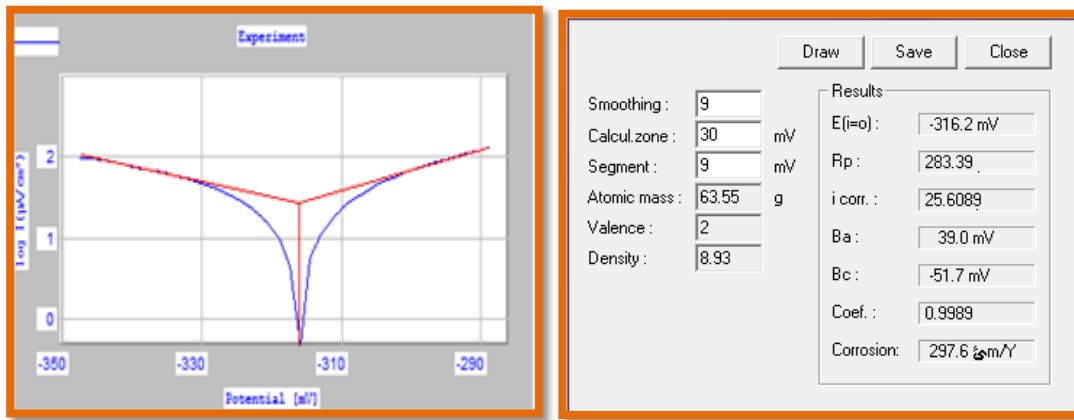 Experiment
log I(µA/cm²)
2
1
0
-350
-330
-310
-290
Potential [mV]
Draw
Save
Close
Smoothing :
9
Calcul.zone :
30
mV
Segment :
9
mV
Atomic mass :
63.55
g
Valence :
2
Density :
8.93
Results
E(i=o) :
-316.2 mV
Rp :
283.39
i corr. :
25.6089
Ba :
39.0 mV
Bc :
-51.7 mV
Coef. :
0.9989
Corrosion:
297.6 م¾m/Y